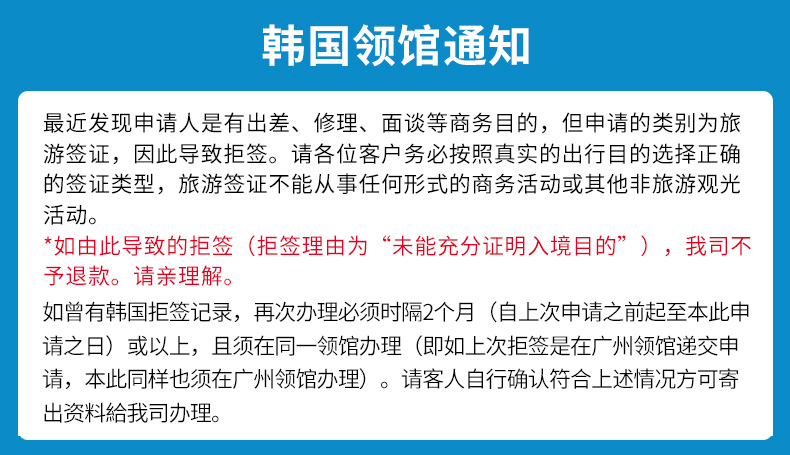 韩国领馆通知
最近发现申请人是有出差、修理、面谈等商务目的，但申请的类别为旅
游签证，因此导致拒签。请各位客户务必按照真实的出行目的选择正确
的签证类型，旅游签证不能从事任何形式的商务活动或其他非旅游观光
活动。
*如由此导致的拒签（拒签理由为“未能充分证明入境目的”），我司不
予退款。请亲理解。
如曾有韩国拒签记录，再次办理必须时隔2个月（自上次申请之前起至本此申
请之日）或以上，且须在同一领馆办理（即如上次拒签是在广州领馆递交申
请，本此同样也须在广州领馆办理）。请客人自行确认符合上述情况方可寄
出资料給我司办理。